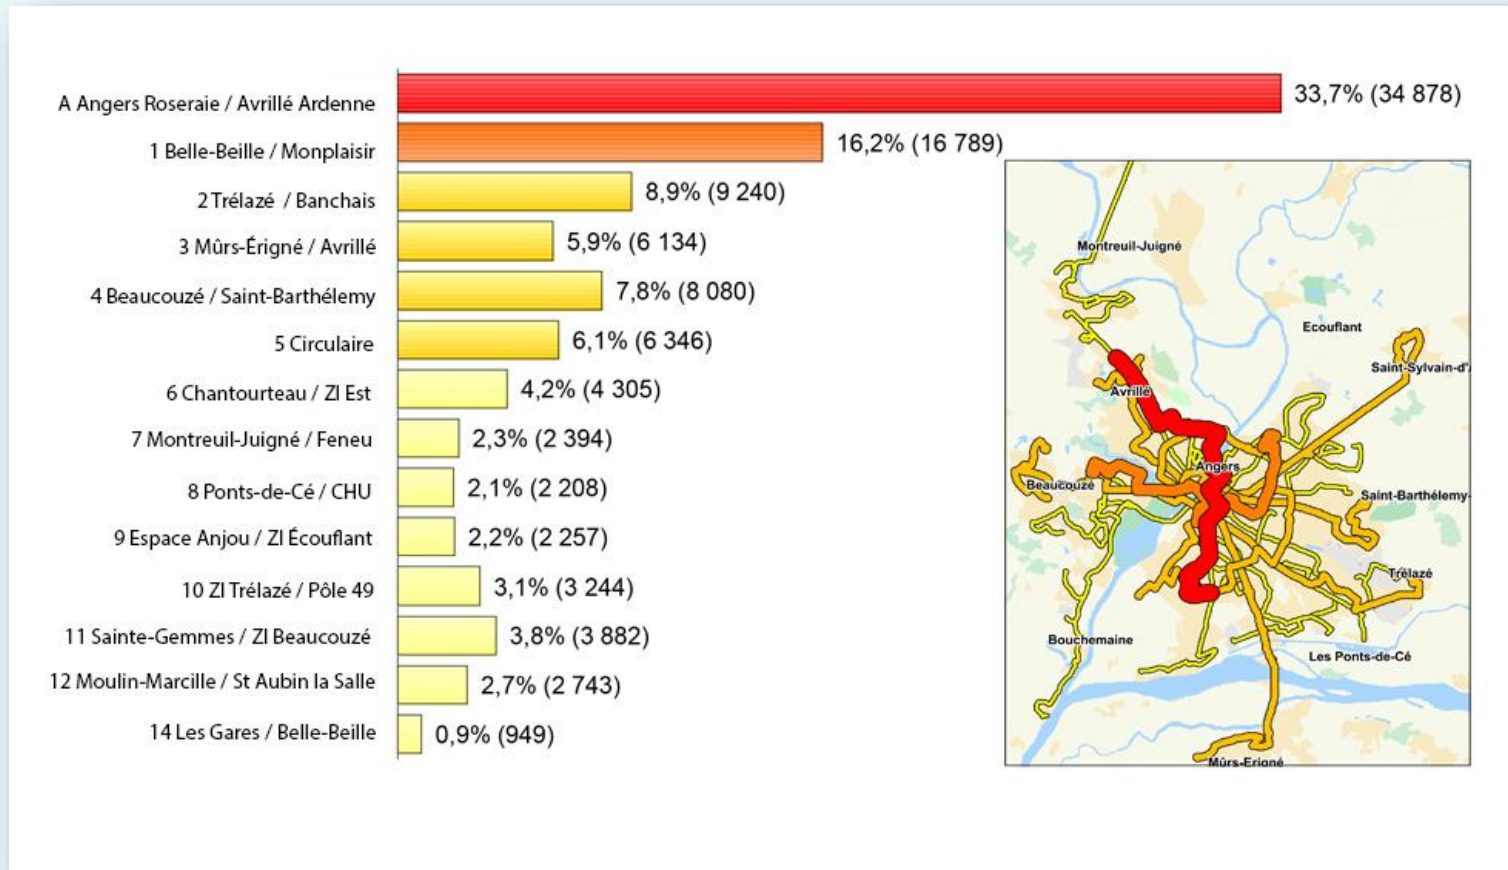 A Angers Roseraie / Avrillé Ardenne
33,7% (34 878)
1 Belle-Beille / Monplaisir
16,2% (16 789)
2 Trélazé / Banchais
8,9% (9 240)
3 Mûrs-Érigné / Avrillé
5,9% (6 134)
4 Beaucouzé / Saint-Barthélemy
7,8% (8 080)
5 Circulaire
6,1% (6 346)
6 Chantourteau / ZI Est
4,2% (4 305)
7 Montreuil-Juigné / Feneu
2,3% (2 394)
8 Ponts-de-Cé / CHU
2,1% (2 208)
9 Espace Anjou / ZI Écouflant
2,2% (2 257)
10 ZI Trélazé / Pôle 49
3,1% (3 244)
11 Sainte-Gemmes / ZI Beaucouzé
3,8% (3 882)
12 Moulin-Marcille / St Aubin la Salle
2,7% (2 743)
14 Les Gares / Belle-Beille
0,9% (949)
Montreuil-Juigné
Ecouflant
Saint-Sylvain-d'
Avrillé
Angers
Beaucouzé
Saint-Barthélemy-
Trélazé
Bouchemaine
Les Ponts-de-Cé
Mûrs-Erigné